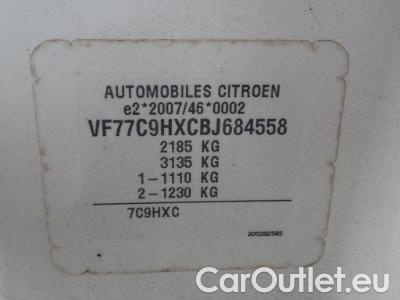 AUTOMOBILES CITROEN
e2*2007/46*0002
VF77C9HXCBJ684558
2185 KG
3135 KG
1-1110 KG
2-1230 KG
7C9HXC
CarOutlet.eu